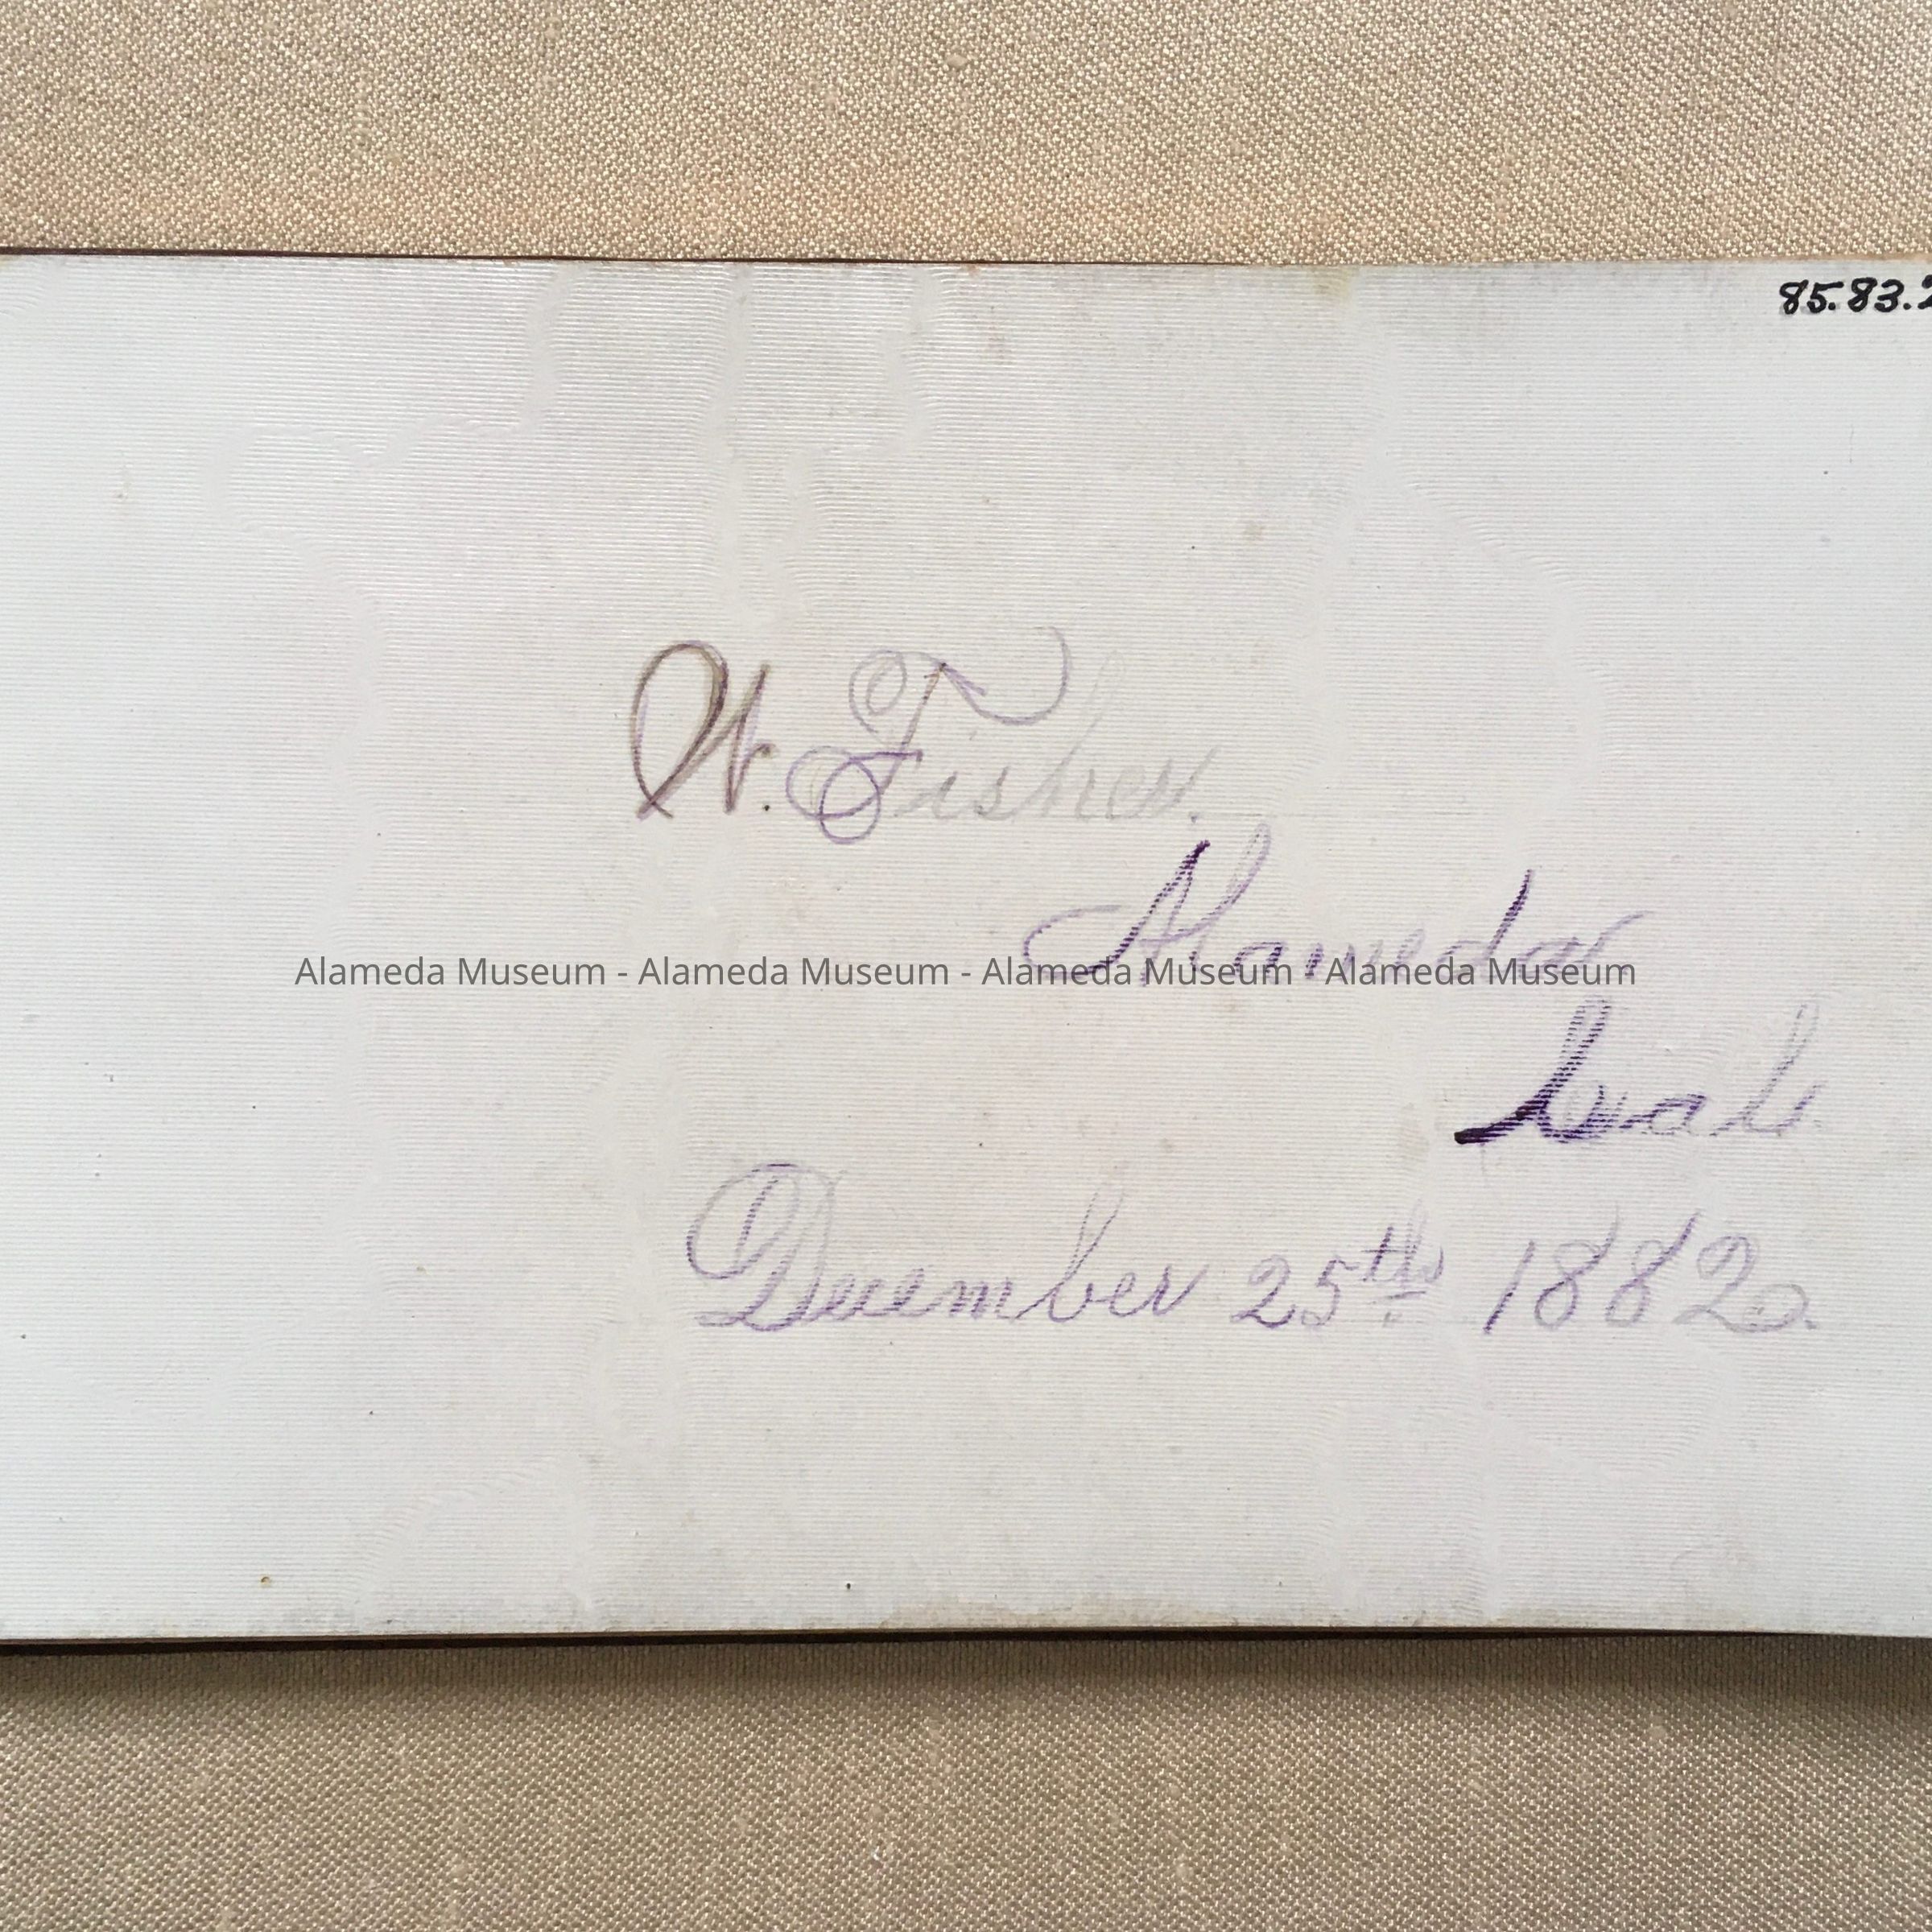 85.83.2
W. Fisher.
Alameda
Alameda Museum - Alameda Museum - Alameda Museum - Alameda Museum
Cal.
December 25th 1882.